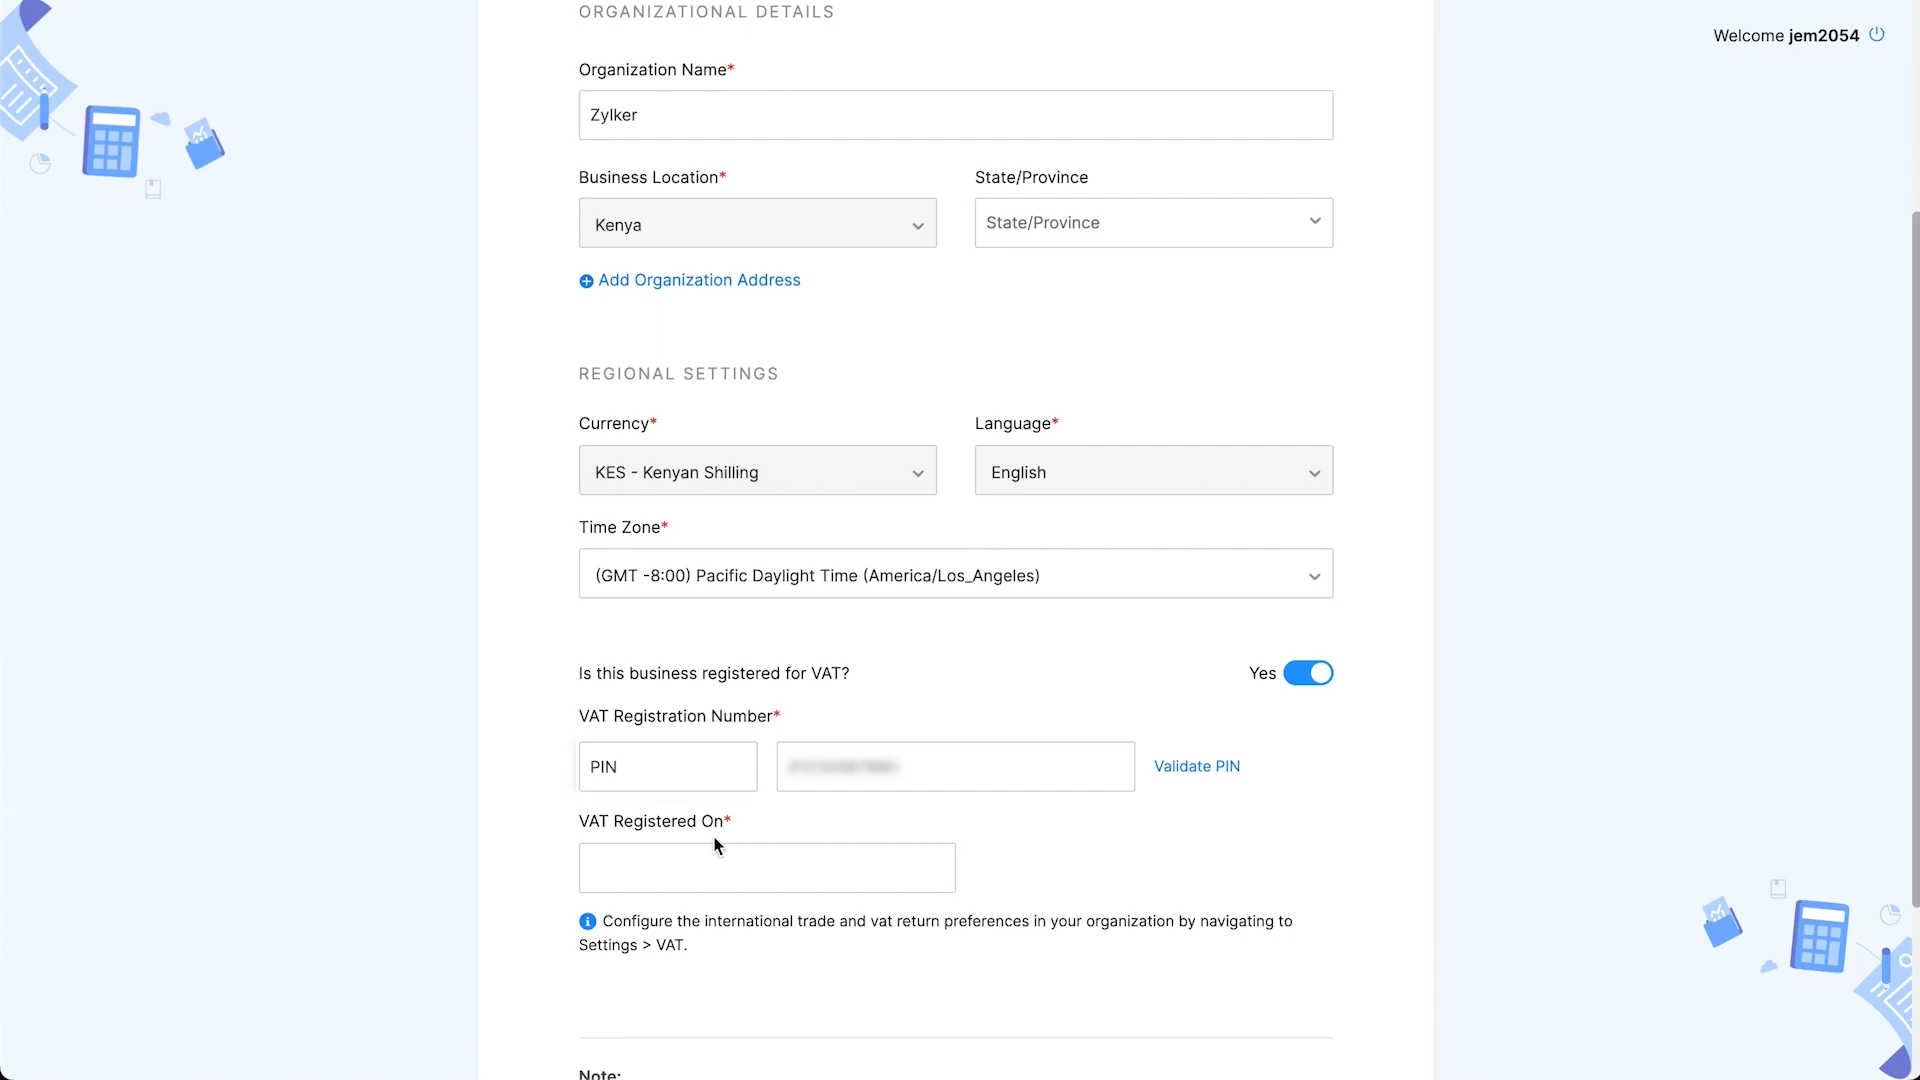 ORGANIZATIONAL DETAILS
Welcome jem2054
Organization Name*
Zylker
Business Location*
State/Province
Kenya
State/Province
Add Organization Address
REGIONAL SETTINGS
Currency*
Language*
KES - Kenyan Shilling
English
Time Zone*
(GMT -8:00) Pacific Daylight Time (America/Los_Angeles)
Is this business registered for VAT?
Yes
VAT Registration Number*
PIN
Validate PIN
VAT Registered On*
Configure the international trade and vat return preferences in your organization by navigating to
Settings > VAT.
Note: